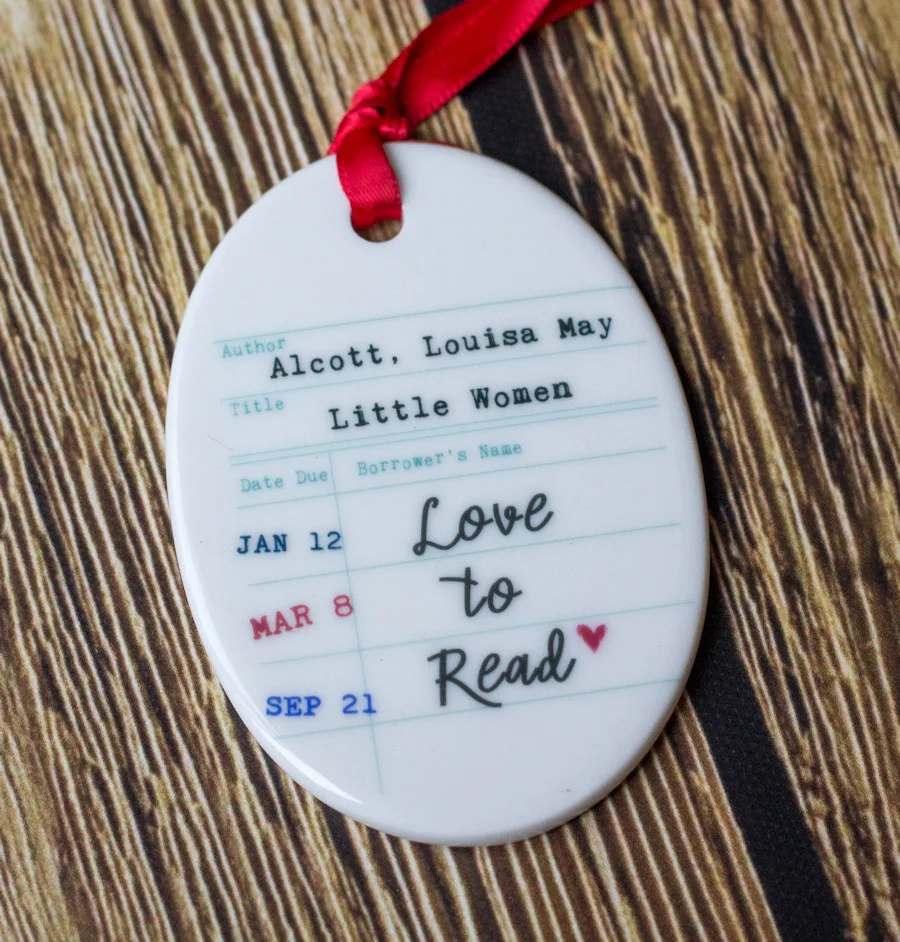 Author Alcott, Louisa May
Title Little Women
Date Due Borrower's Name
JAN 12 Love
MAR 8 to
SEP 21 Read